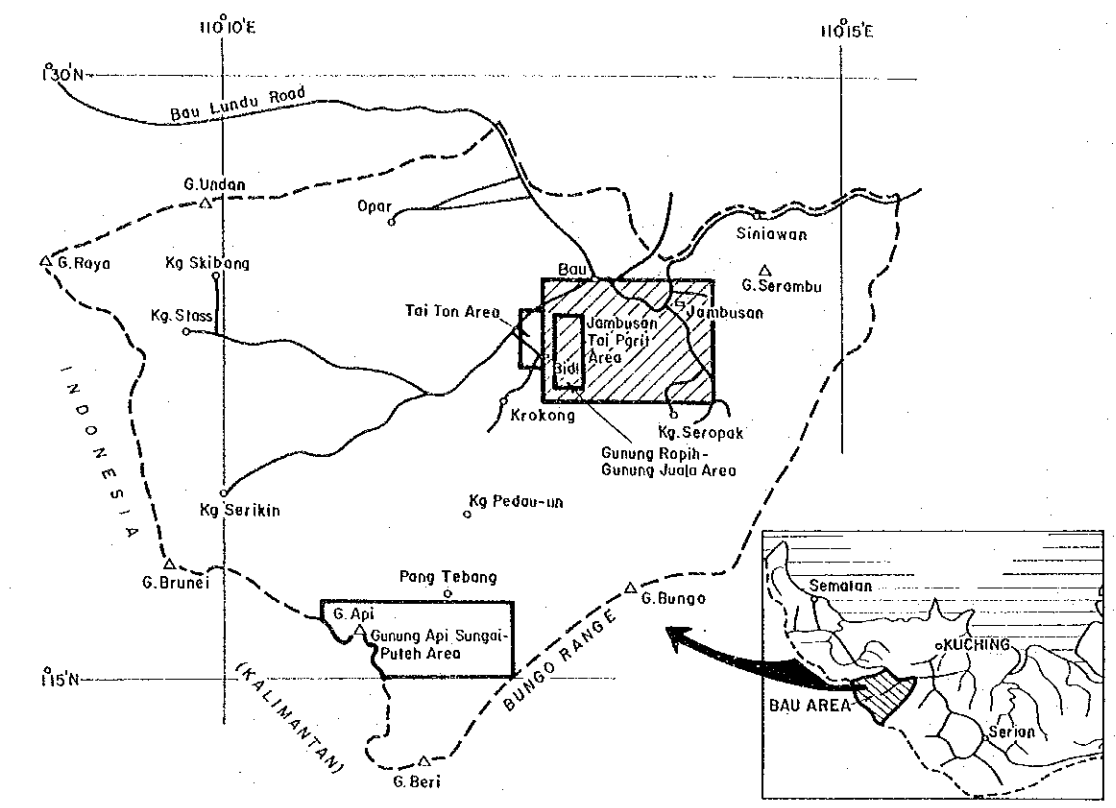 110°10'E
110°15'E
1°30'N
Bau Lundu Road
G.Undan
Opar
Siniawan
G.Raya
Kg Skibang
Bau
G.Serambu
Kg.Stass
Tai Ton Area
Jambusan
Jambusan
Tai Parit
Area
Bidi
INDONESIA
Krokong
Kg.Seropak
Gunung Ropih-
Gunung Juala Area
Kg Serikin
Kg Pedau-un
G.Brunei
Pang Tebang
G.Bungo
Sematan
G.Api
Gunung Api Sungai-
Puteh Area
KUCHING
1°15'N
(KALIMANTAN)
BUNGO RANGE
BAU AREA
Serian
G.Beri